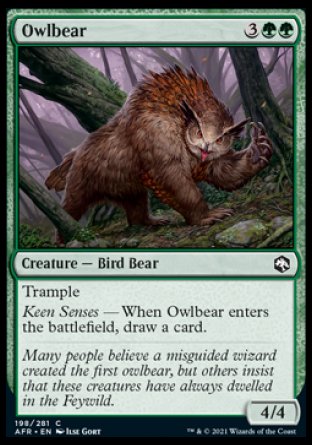 Owlbear 3
Creature — Bird Bear
Trample
Keen Senses — When Owlbear enters
the battlefield, draw a card.
Many people believe a misguided wizard
created the first owlbear, but others insist
that these creatures have always dwelled
in the Feywild.
4/4
198/281 C
AFR • EN Ilse Gort
™ & © 2021 Wizards of the Coast